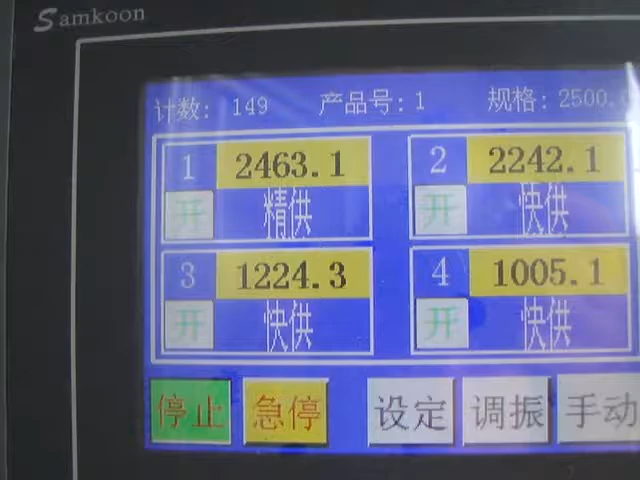 Samkoon
计数: 149 产品号: 1 规格: 2500.
1 2463.1 2 2242.1
开 精供 开 快供
3 1224.3 4 1005.1
开 快供 开 快供
停止 急停 设定 调振 手动